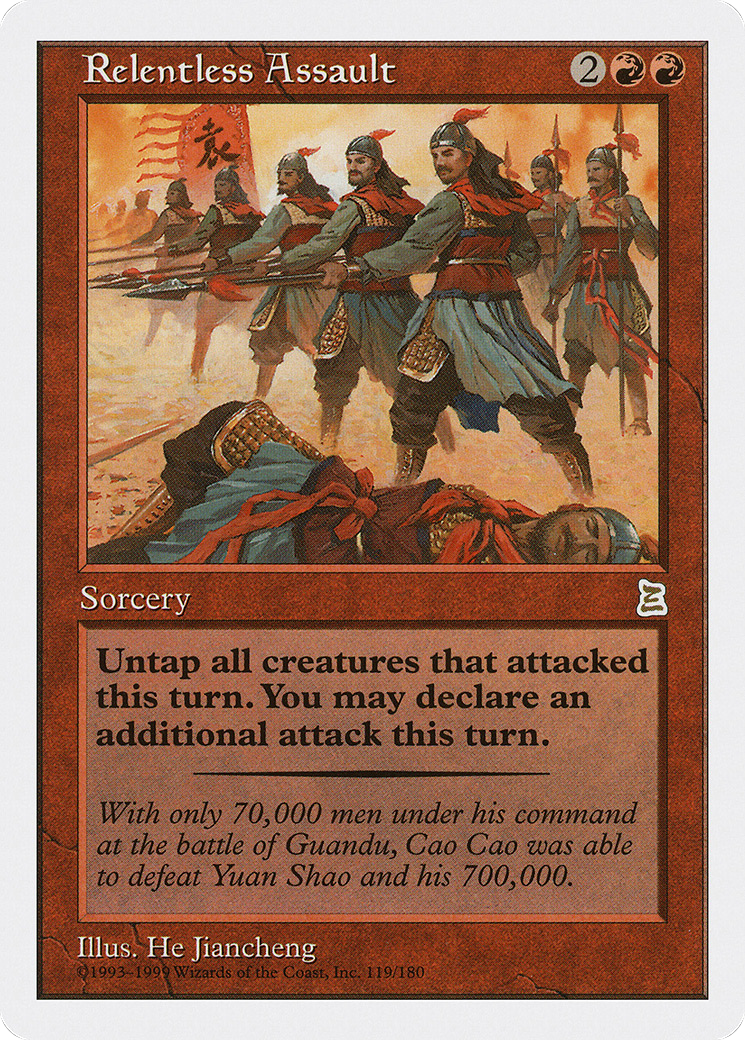 Relentless Assault 2
袁
Sorcery
Untap all creatures that attacked
this turn. You may declare an
additional attack this turn.
With only 70,000 men under his command
at the battle of Guandu, Cao Cao was able
to defeat Yuan Shao and his 700,000.
Illus. He Jiancheng
©1993–1999 Wizards of the Coast, Inc. 119/180